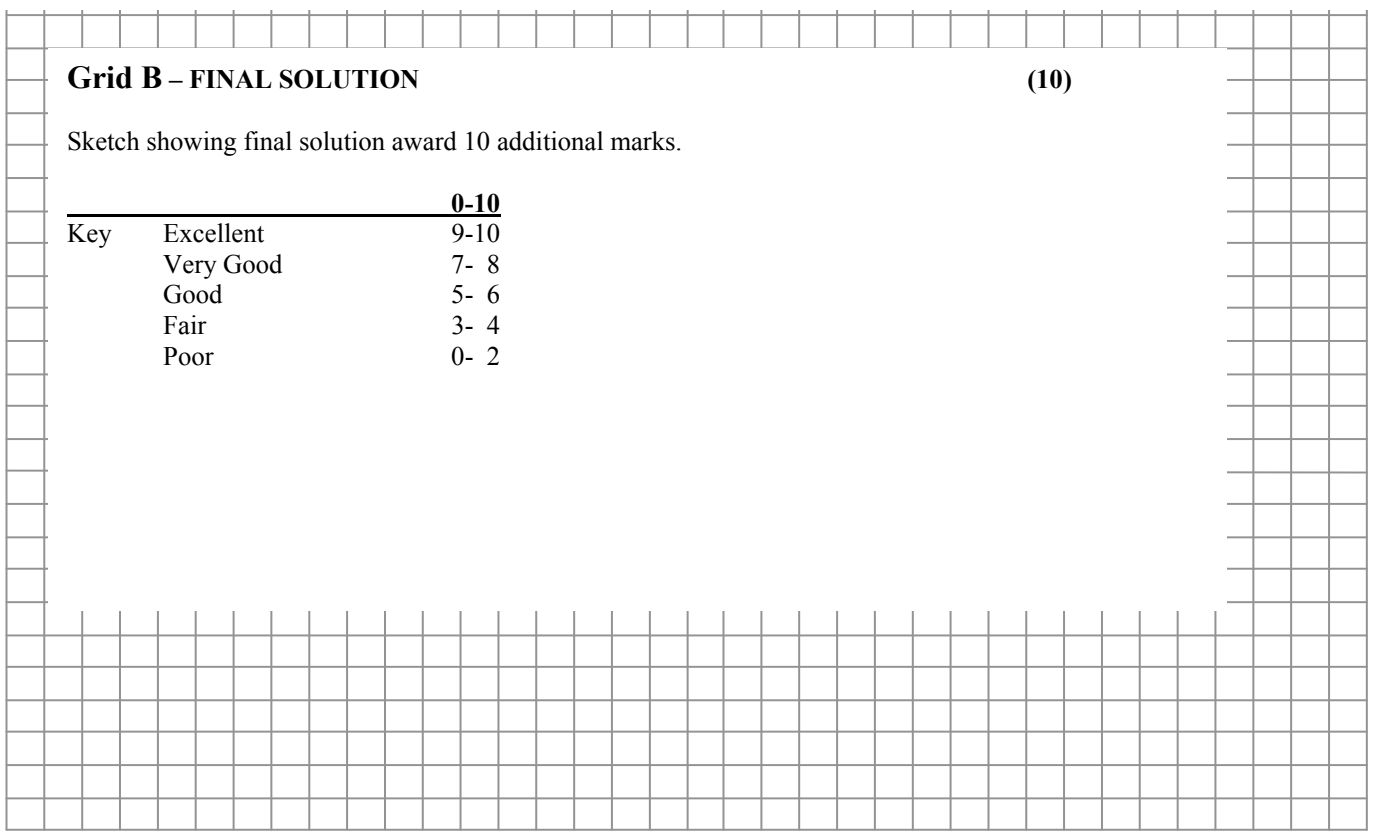 Grid B – FINAL SOLUTION (10)
Sketch showing final solution award 10 additional marks.
0-10
Key Excellent 9-10
Very Good 7- 8
Good 5- 6
Fair 3- 4
Poor 0- 2